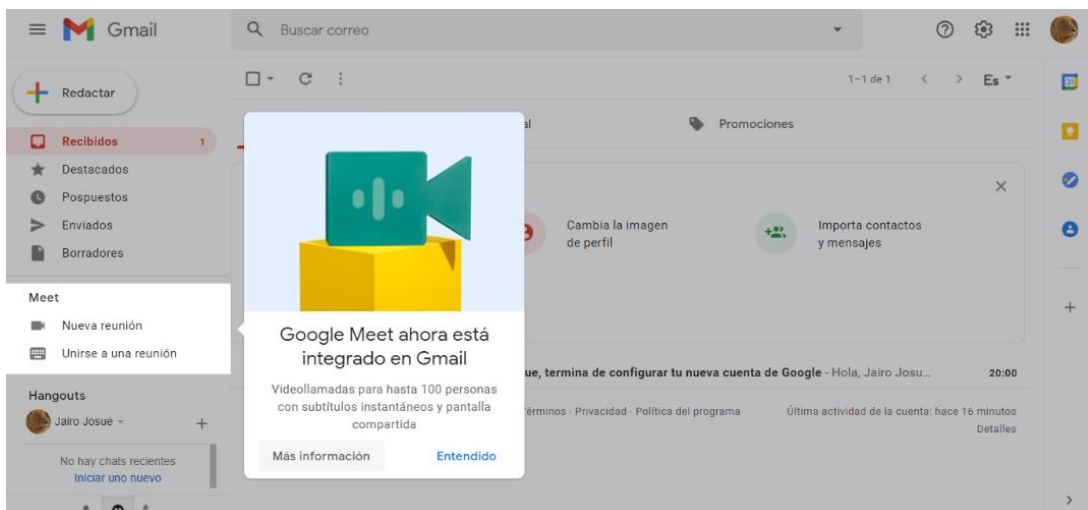 Gmail
Buscar correo
Redactar
1–1 de 1
Es
Recibidos 1
Promociones
Destacados
Pospuestos
Enviados
Borradores
Cambia la imagen
de perfil
Importa contactos
y mensajes
Meet
Nueva reunión
Unirse a una reunión
Google Meet ahora está
integrado en Gmail
Videollamadas para hasta 100 personas
con subtítulos instantáneos y pantalla
compartida
Más información
Entendido
termina de configurar tu nueva cuenta de Google - Hola, Jairo Josu... 20:00
Hangouts
Jairo Josue
Términos · Privacidad · Política del programa
Última actividad de la cuenta: hace 16 minutos
Detalles
No hay chats recientes
Iniciar uno nuevo